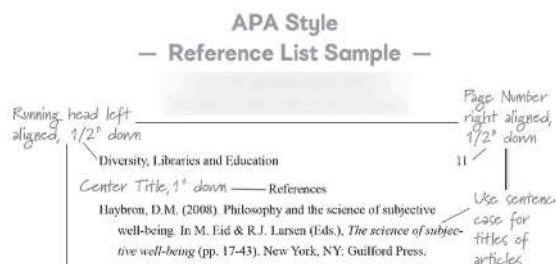 APA Style
— Reference List Sample —
Running head left
aligned, 1/2" down
Page Number
right aligned,
1/2" down
Diversity, Libraries and Education 11
Center Title, 1" down References
Haybron, D.M. (2008). Philosophy and the science of subjective
well-being. In M. Eid & R.J. Larsen (Eds.), The science of subjec-
tive well-being (pp. 17-43). New York, NY: Guilford Press.
Use sentence
case for
titles of
articles